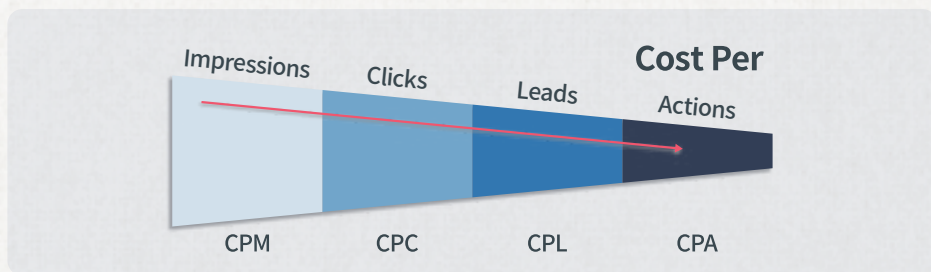 Cost Per
Impressions
Clicks
Leads
Actions
CPM
CPC
CPL
CPA